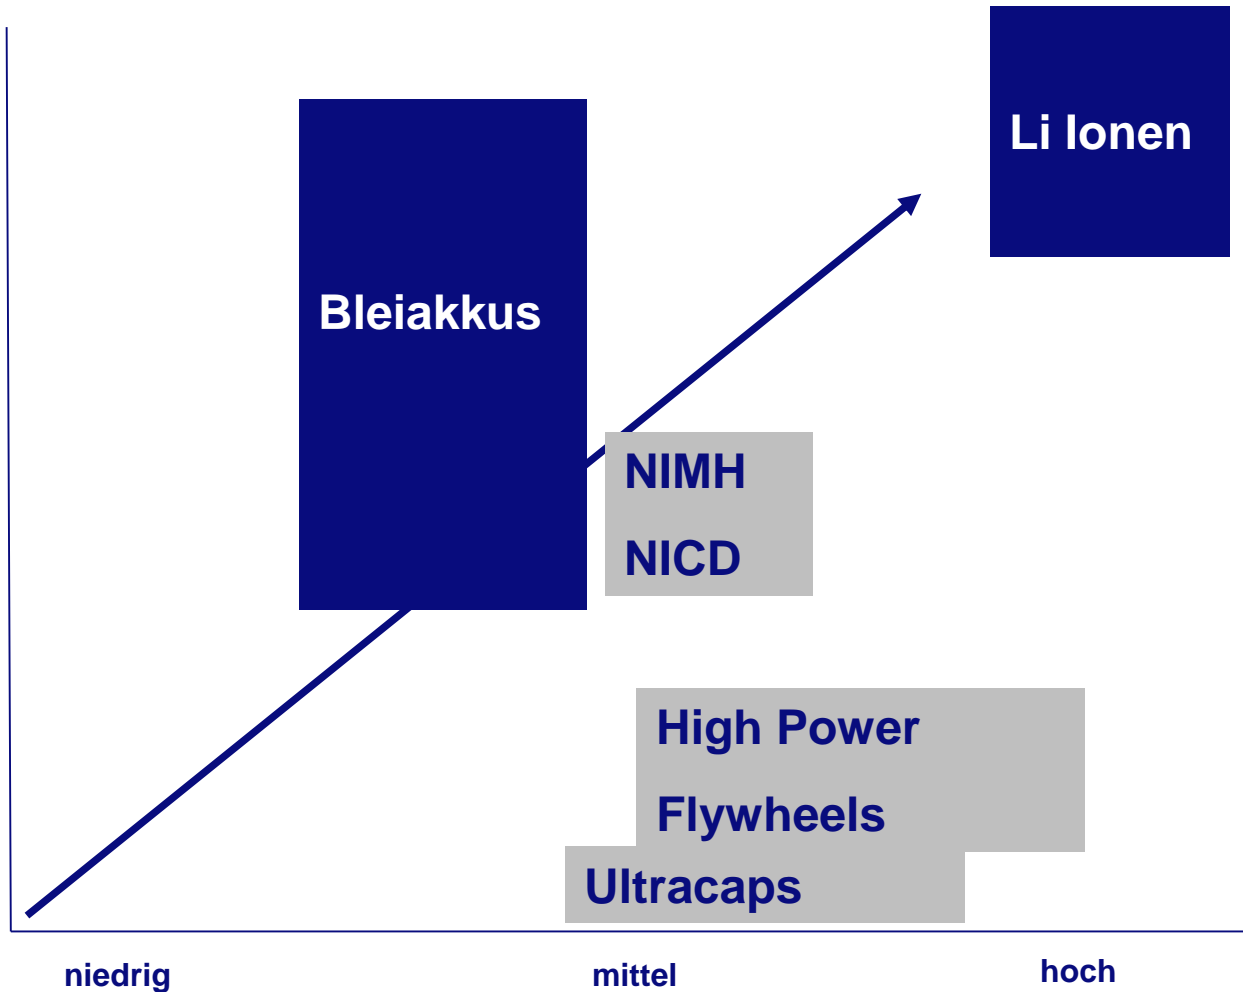 Li Ionen
Bleiakkus
NIMH
NICD
High Power
Flywheels
Ultracaps
niedrig
mittel
hoch